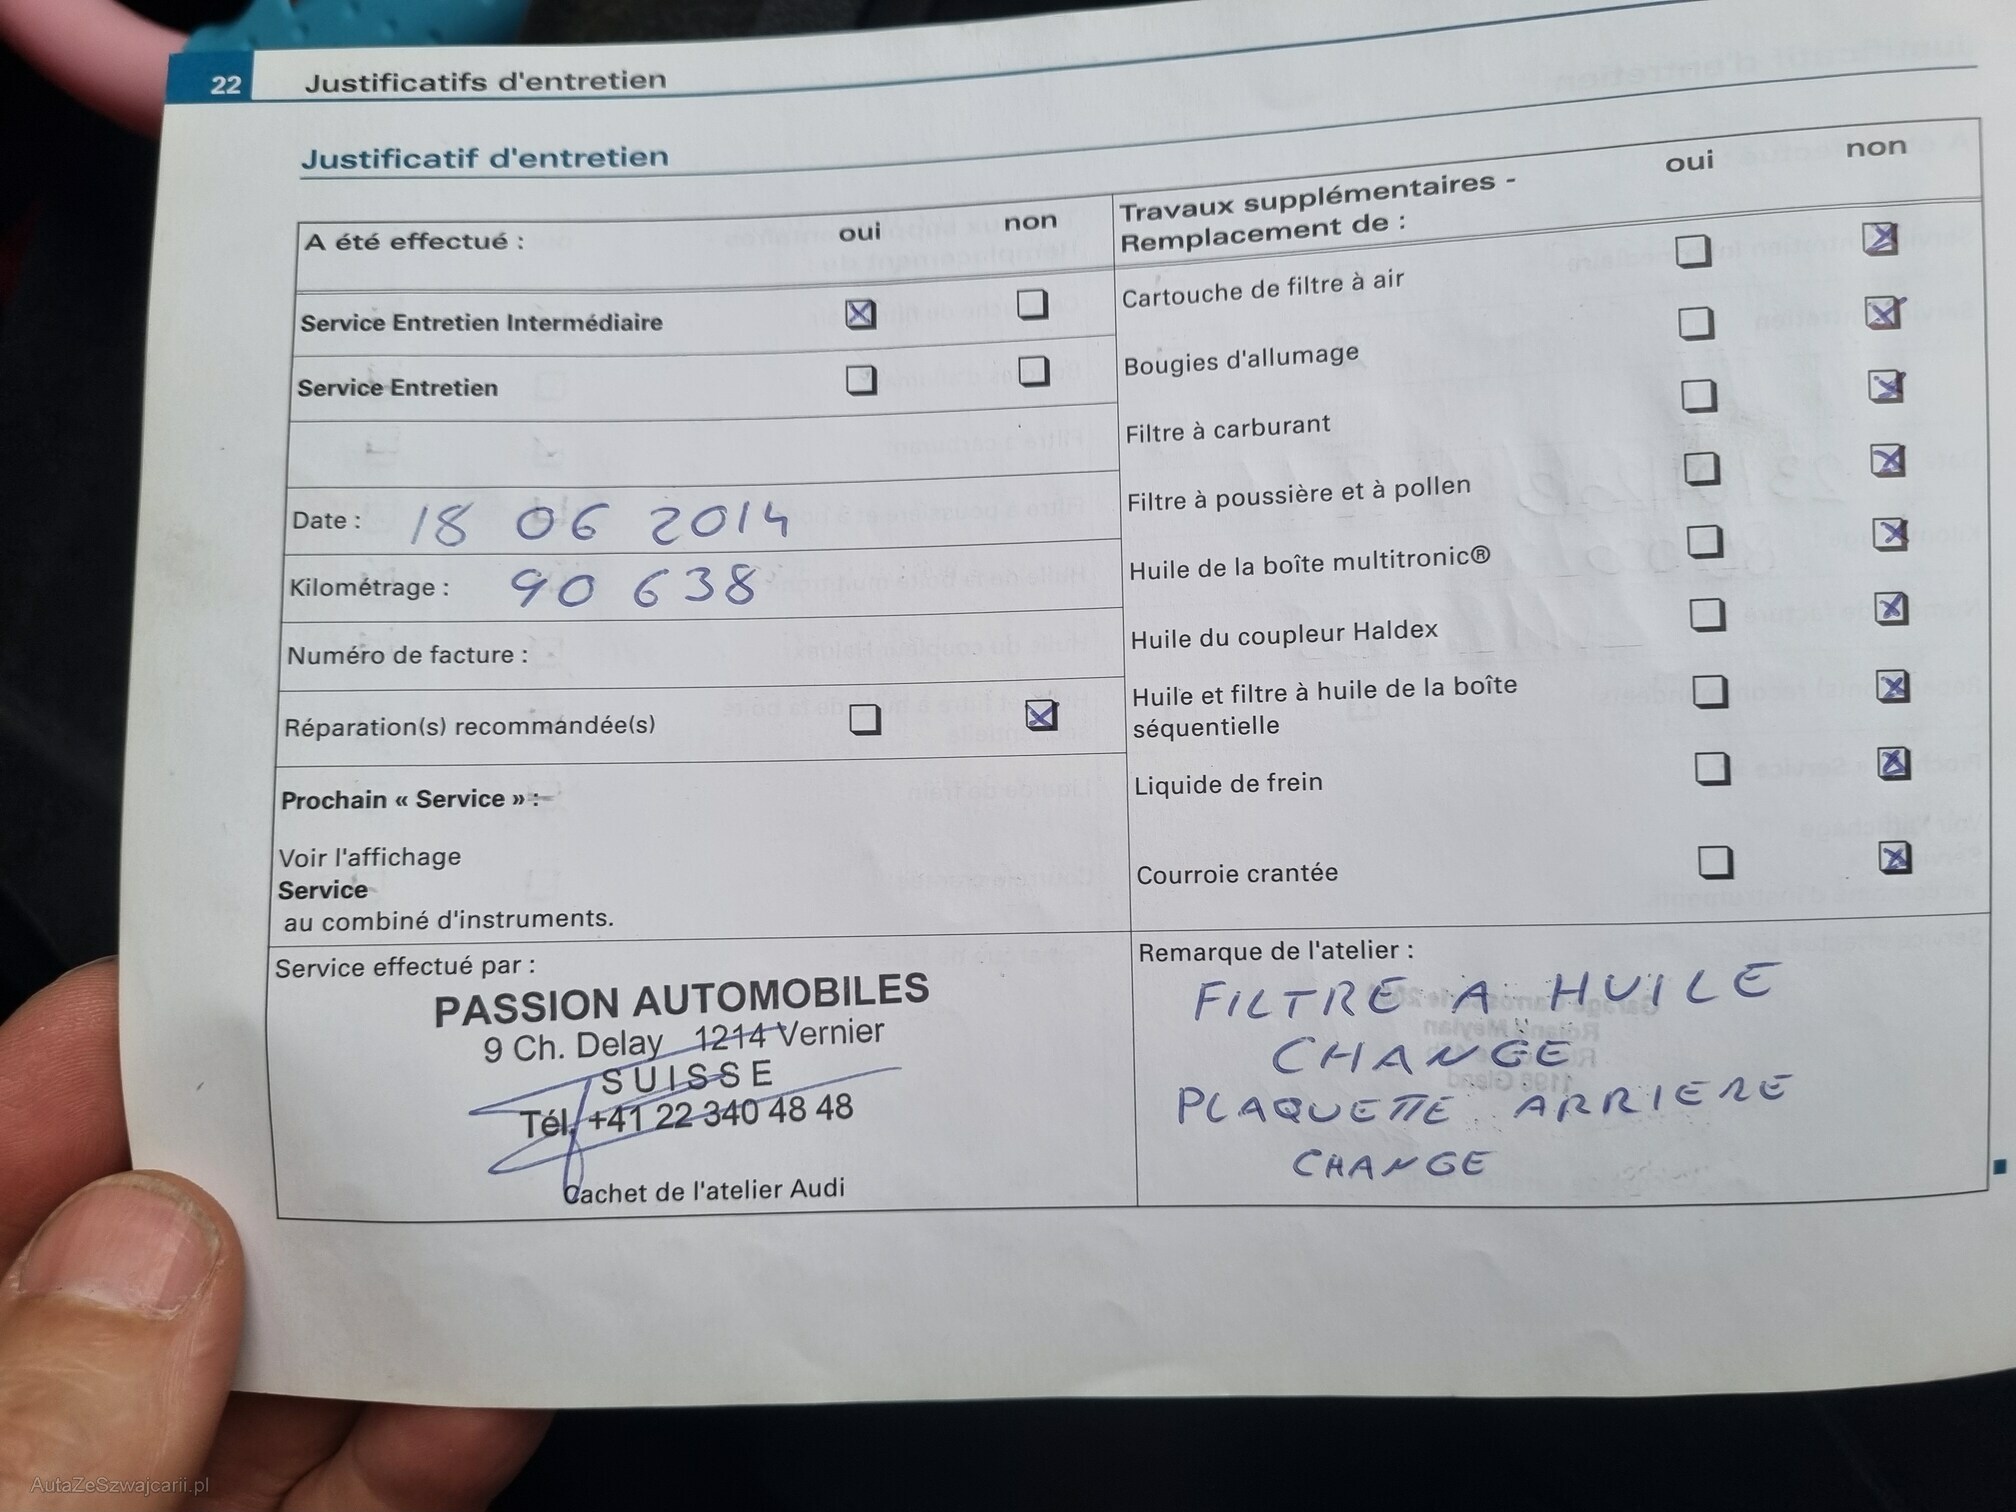 22 Justificatifs d'entretien
Justificatif d'entretien
A été effectué : oui non
Service Entretien Intermédiaire
Service Entretien
Date : 18 06 2014
Kilométrage : 90 638
Numéro de facture :
Réparation(s) recommandée(s)
Prochain « Service » :
Voir l'affichage
Service
au combiné d'instruments.
Service effectué par :
PASSION AUTOMOBILES
9 Ch. Delay 1214 Vernier
SUISSE
Tél. +41 22 340 48 48
Cachet de l'atelier Audi
Travaux supplémentaires -
Remplacement de : oui non
Cartouche de filtre à air
Bougies d'allumage
Filtre à carburant
Filtre à poussière et à pollen
Huile de la boîte multitronic®
Huile du coupleur Haldex
Huile et filtre à huile de la boîte
séquentielle
Liquide de frein
Courroie crantée
Remarque de l'atelier :
FILTRE A HUILE
CHANGE
PLAQUETTE ARRIERE
CHANGE
AutaZeSzwajcarii.pl